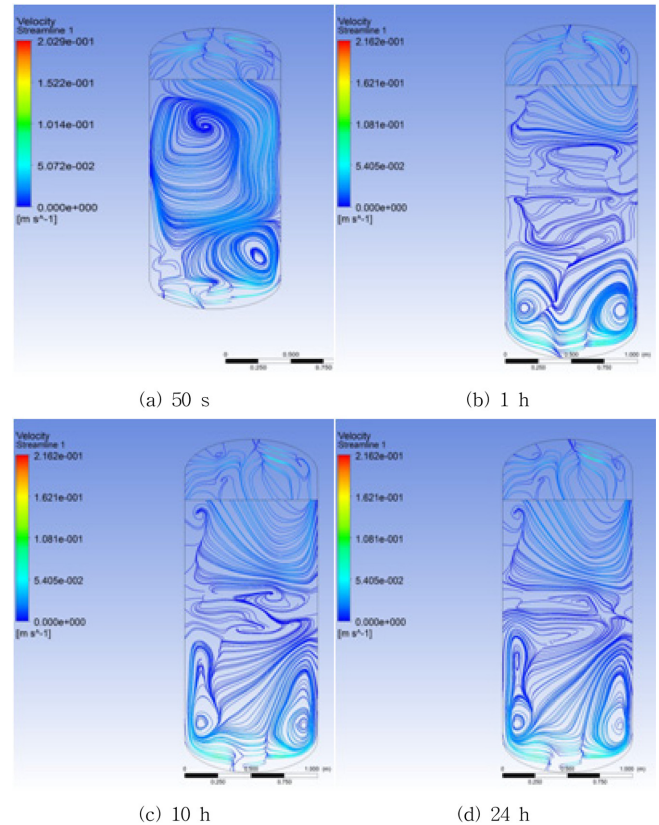 Velocity
Streamline 1
2.029e-001
1.522e-001
1.014e-001
5.072e-002
0.000e+000
[m s^-1]
0 0.500
0.250 0.750
(a) 50 s
Velocity
Streamline 1
2.162e-001
1.621e-001
1.081e-001
5.405e-002
0.000e+000
[m s^-1]
0 0.500 1.000 (m)
0.250 0.750
(b) 1 h
Velocity
Streamline 1
2.162e-001
1.621e-001
1.081e-001
5.405e-002
0.000e+000
[m s^-1]
0 0.500 1.000 (m)
0.250 0.750
(c) 10 h
Velocity
Streamline 1
2.162e-001
1.621e-001
1.081e-001
5.405e-002
0.000e+000
[m s^-1]
0 0.500 1.000 (m)
0.250 0.750
(d) 24 h